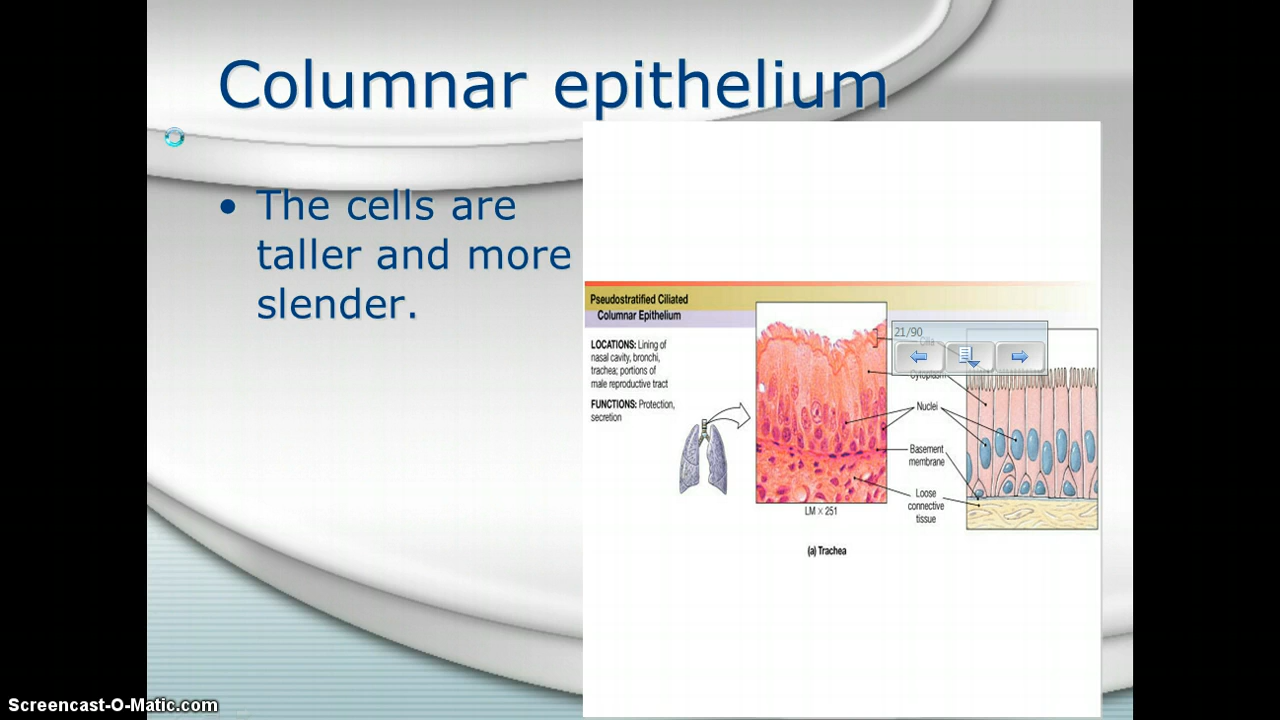 Columnar epithelium
• The cells are
taller and more
slender.
Pseudostratified Ciliated
Columnar Epithelium
LOCATIONS: Lining of
nasal cavity, bronchi,
trachea; portions of
male reproductive tract
FUNCTIONS: Protection,
secretion
21/90
Cilia
Cytoplasm
Nuclei
Basement
membrane
Loose
connective
tissue
LM × 251
(a) Trachea
Screencast-O-Matic.com